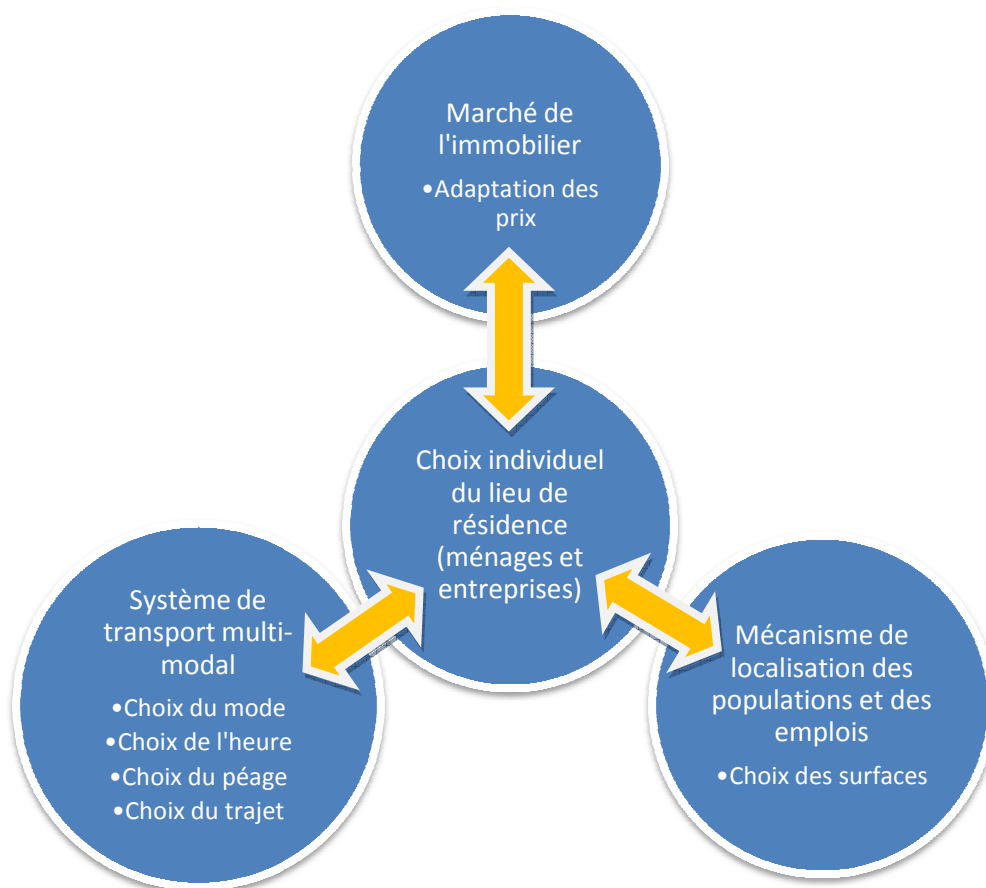 Marché de
l'immobilier
•Adaptation des
prix
Choix individuel
du lieu de
résidence
(ménages et
entreprises)
Système de
transport multi-
modal
•Choix du mode
•Choix de l'heure
•Choix du péage
•Choix du trajet
Mécanisme de
localisation des
populations et des
emplois
•Choix des surfaces